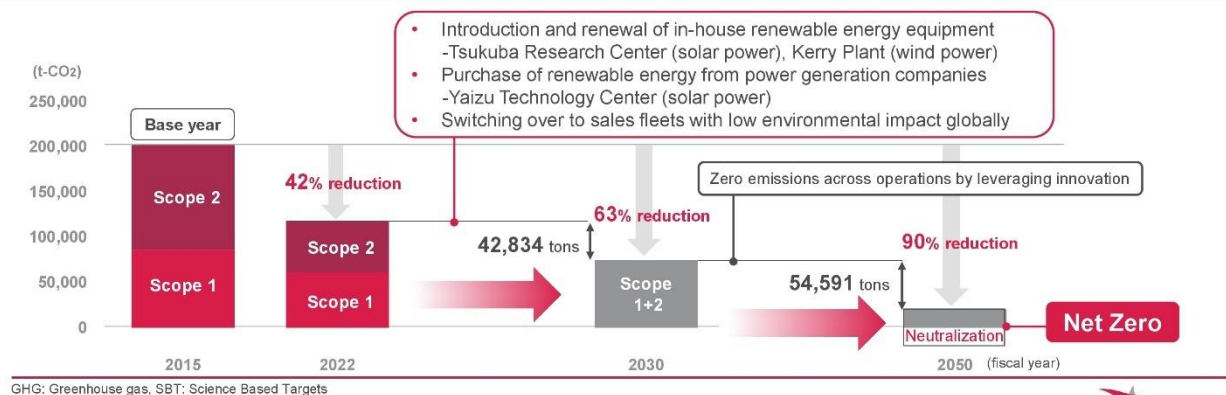 • Introduction and renewal of in-house renewable energy equipment
-Tsukuba Research Center (solar power), Kerry Plant (wind power)
• Purchase of renewable energy from power generation companies
-Yaizu Technology Center (solar power)
• Switching over to sales fleets with low environmental impact globally
(t-CO2)
250,000
200,000
150,000
100,000
50,000
0
Base year
Scope 2
Scope 1
42% reduction
Scope 2
Scope 1
42,834 tons
63% reduction
Scope
1+2
Zero emissions across operations by leveraging innovation
90% reduction
54,591 tons
Neutralization
Net Zero
2015
2022
2030
2050
(fiscal year)
GHG: Greenhouse gas, SBT: Science Based Targets